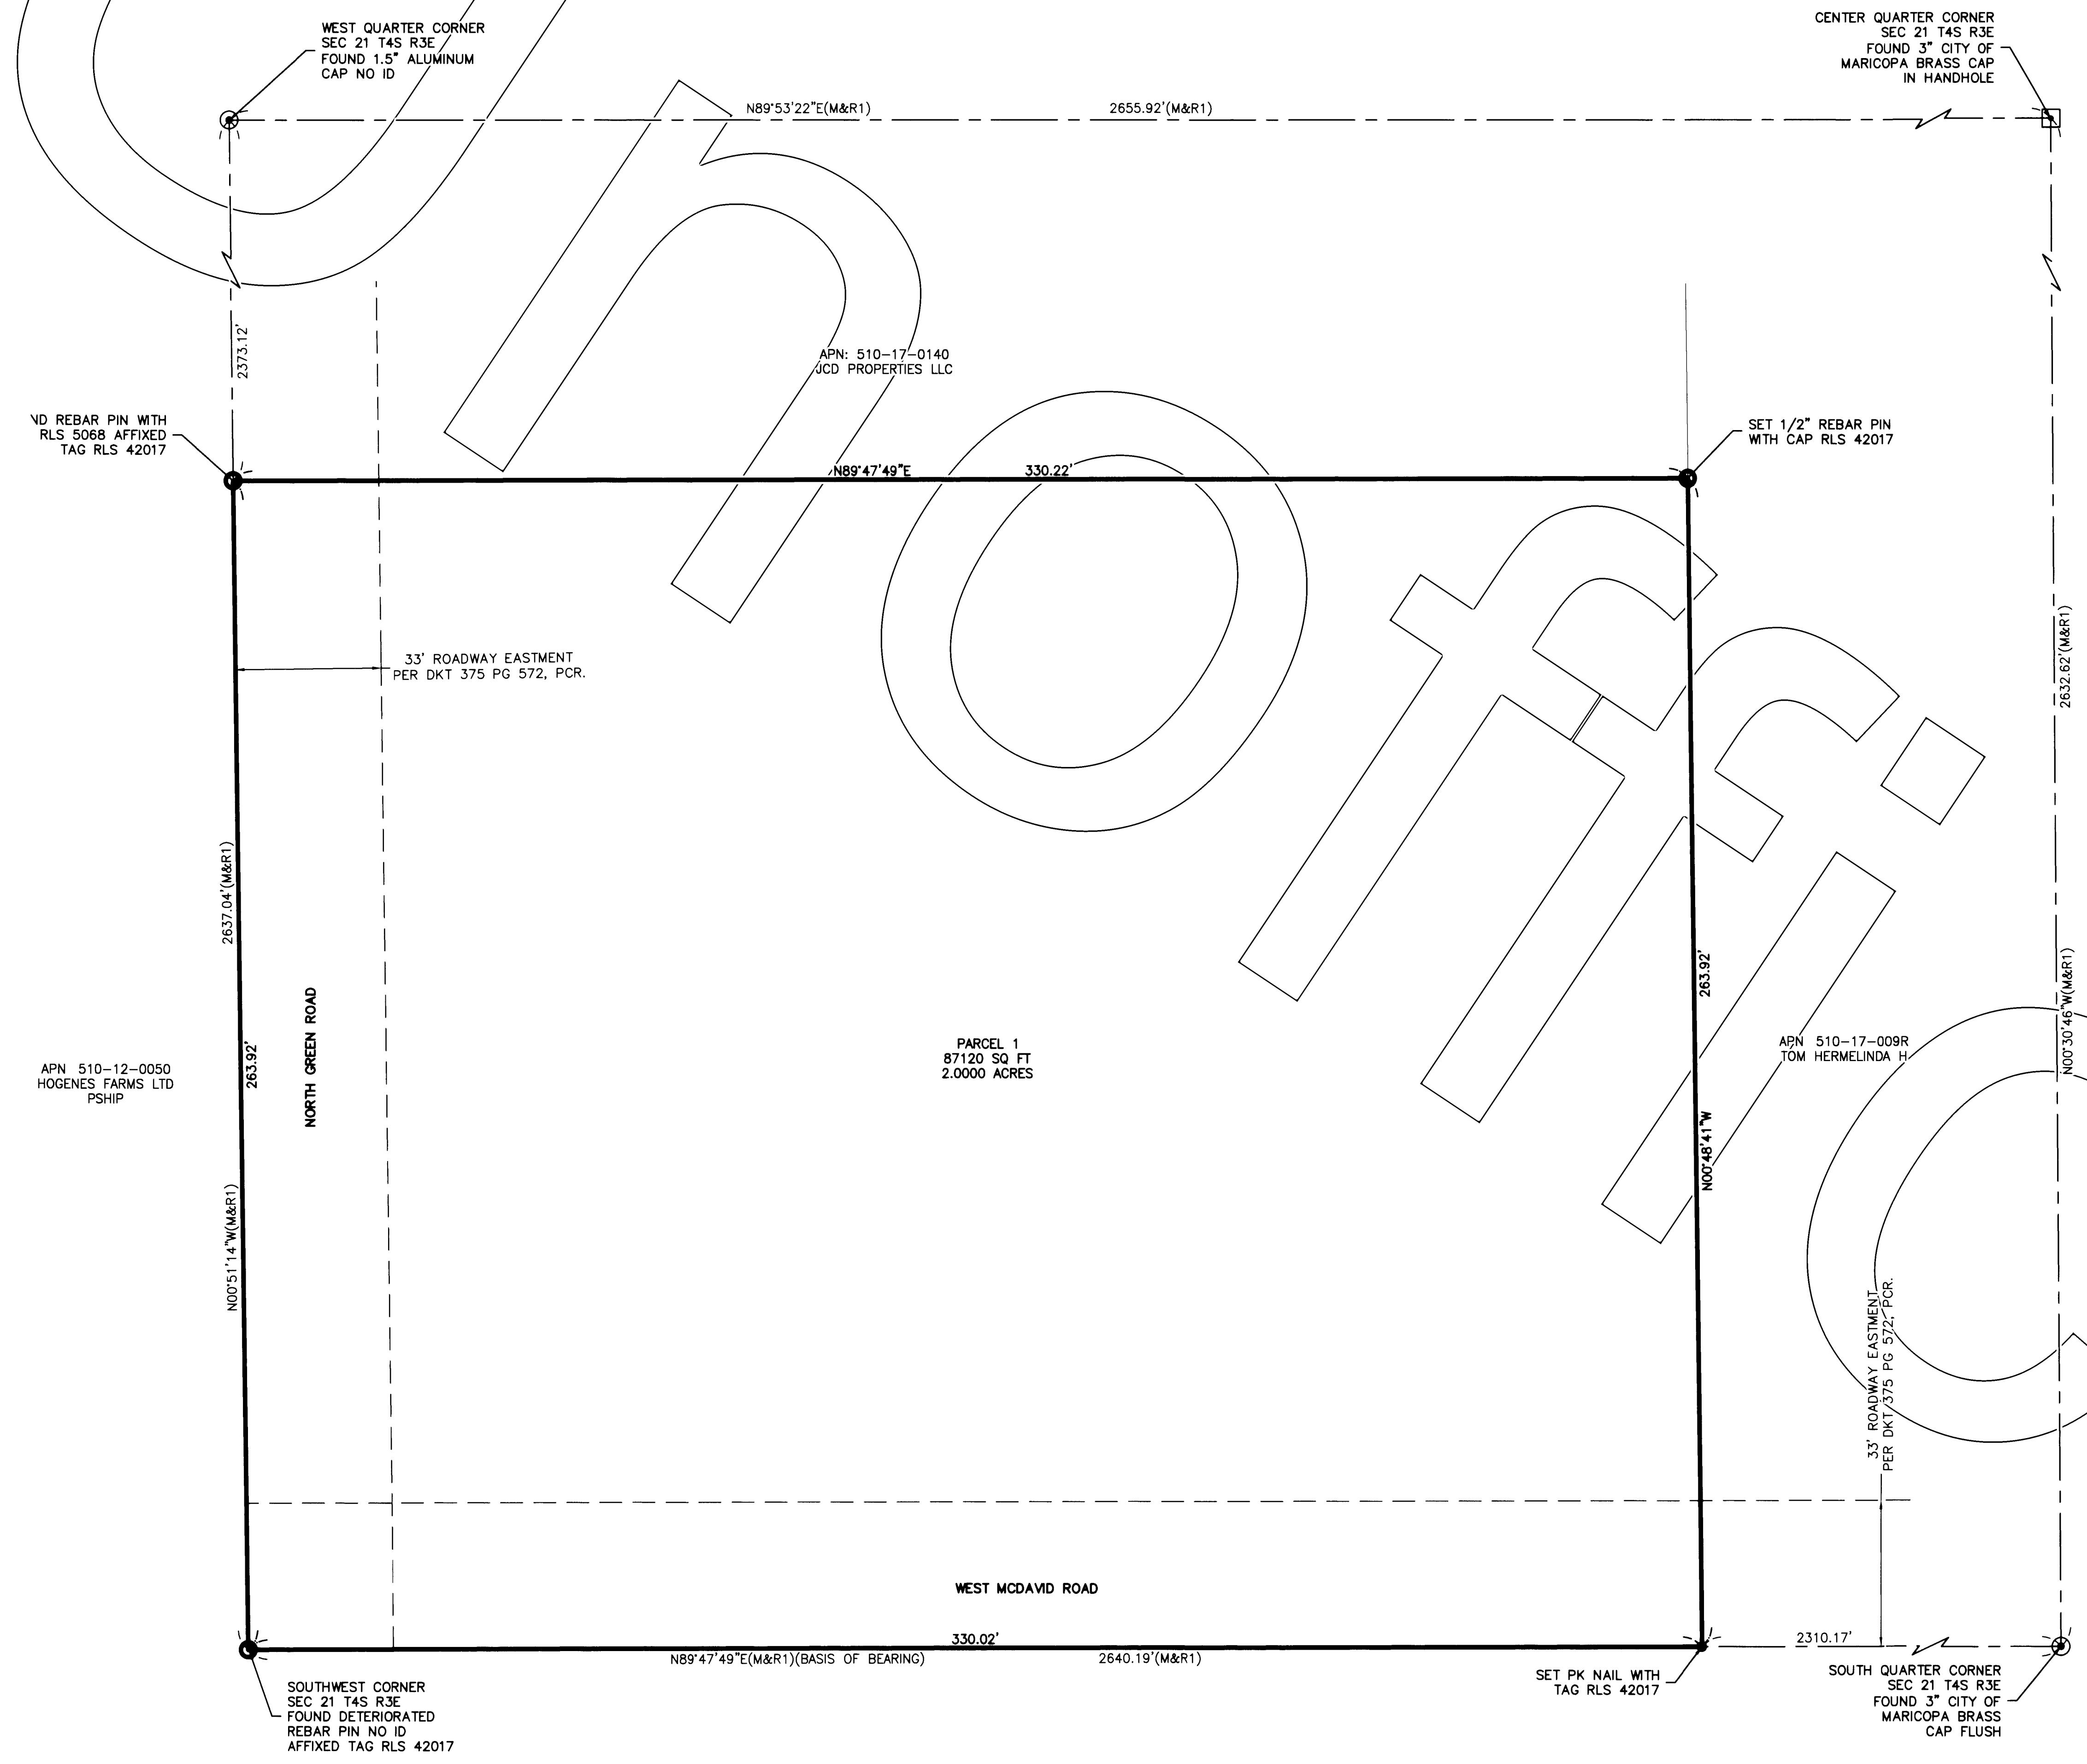 WEST QUARTER CORNER
SEC 21 T4S R3E
FOUND 1.5" ALUMINUM
CAP NO ID
CENTER QUARTER CORNER
SEC 21 T4S R3E
FOUND 3" CITY OF
MARICOPA BRASS CAP
IN HANDHOLE
N89°53'22"E(M&R1)
2655.92'(M&R1)
2373.12'
APN: 510-17-0140
JCD PROPERTIES LLC
REBAR PIN WITH
RLS 5068 AFFIXED
TAG RLS 42017
SET 1/2" REBAR PIN
WITH CAP RLS 42017
N89°47'49"E
330.22'
33' ROADWAY EASTMENT
PER DKT 375 PG 572, PCR.
2632.62'(M&R1)
2637.04'(M&R1)
263.92'
263.92'
NORTH GREEN ROAD
N00°30'46"W(M&R1)
PARCEL 1
87120 SQ FT
2.0000 ACRES
APN 510-17-009R
TOM HERMELINDA H
APN 510-12-0050
HOGENES FARMS LTD
PSHIP
N00°48'41"W
N00°51'14"W(M&R1)
33' ROADWAY EASTMENT
PER DKT 375 PG 572, PCR.
WEST MCDAVID ROAD
330.02'
2310.17'
N89°47'49"E(M&R1)(BASIS OF BEARING)
2640.19'(M&R1)
SET PK NAIL WITH
TAG RLS 42017
SOUTH QUARTER CORNER
SEC 21 T4S R3E
FOUND 3" CITY OF
MARICOPA BRASS
CAP FLUSH
SOUTHWEST CORNER
SEC 21 T4S R3E
FOUND DETERIORATED
REBAR PIN NO ID
AFFIXED TAG RLS 42017